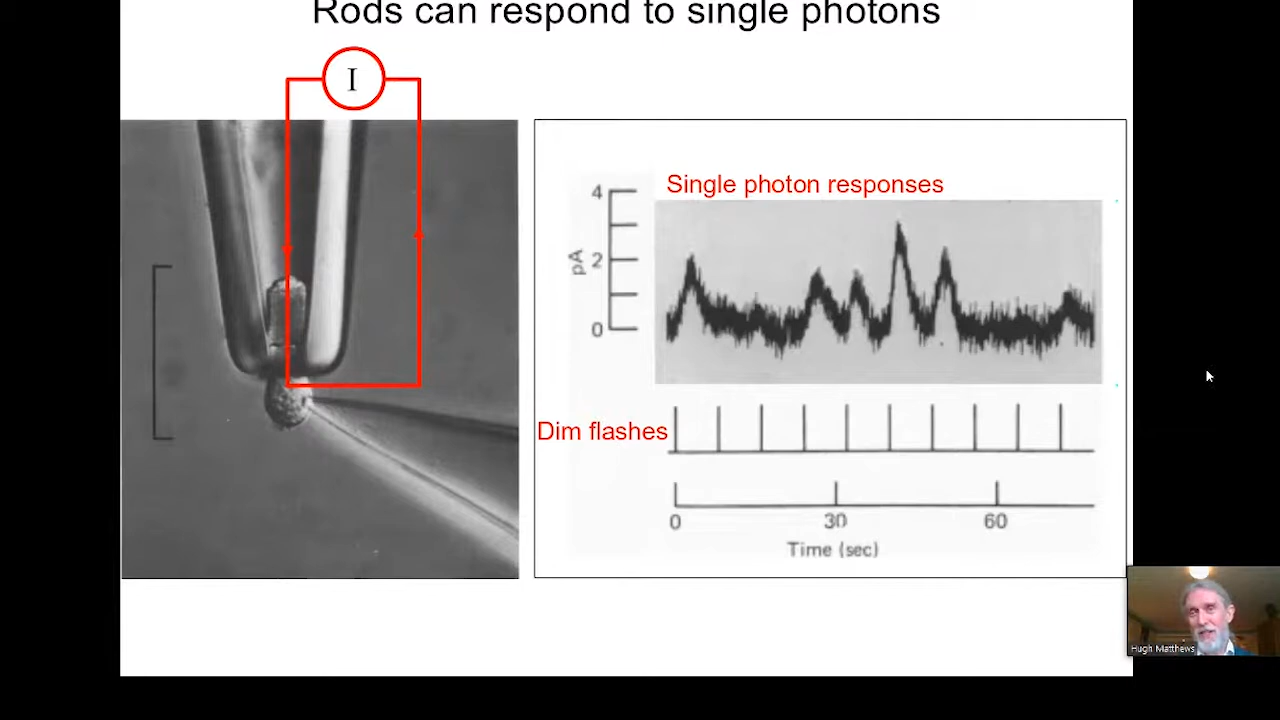 Rods can respond to single photons
I
Single photon responses
4
2
0
pA
Dim flashes
0 30 60
Time (sec)
Hugh Matthews